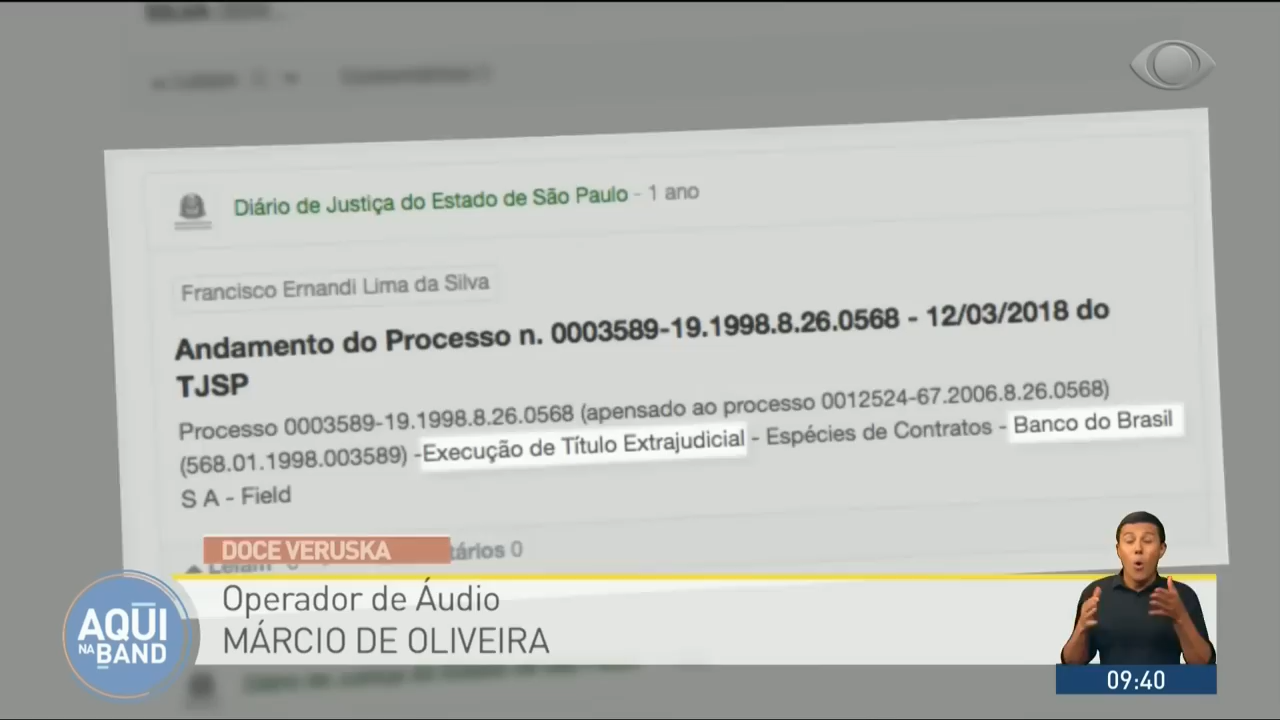 Diário de Justiça do Estado de São Paulo - 1 ano
Francisco Ernandi Lima da Silva
Andamento do Processo n. 0003589-19.1998.8.26.0568 - 12/03/2018 do
TJSP
Processo 0003589-19.1998.8.26.0568 (apensado ao processo 0012524-67.2006.8.26.0568)
(568.01.1998.003589) -Execução de Título Extrajudicial - Espécies de Contratos - Banco do Brasil
S A - Field
DOCE VERUSKA
tários 0
Operador de Áudio
MÁRCIO DE OLIVEIRA
AQUI
NA BAND
09:40